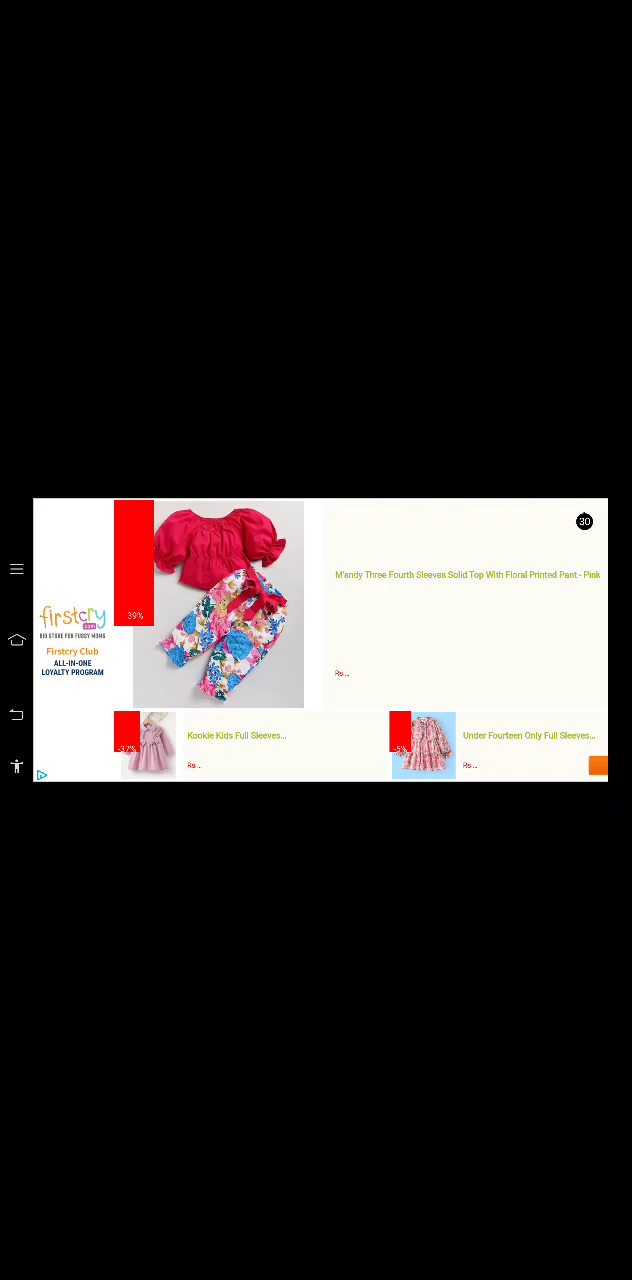 30
-39%
M'andy Three Fourth Sleeves Solid Top With Floral Printed Pant - Pink
firstcry
.com
BIG STORE FOR FUSSY MOMS
Firstcry Club
ALL-IN-ONE
LOYALTY PROGRAM
Rs...
-37%
Kookie Kids Full Sleeves...
Rs...
-5%
Under Fourteen Only Full Sleeves...
Rs...